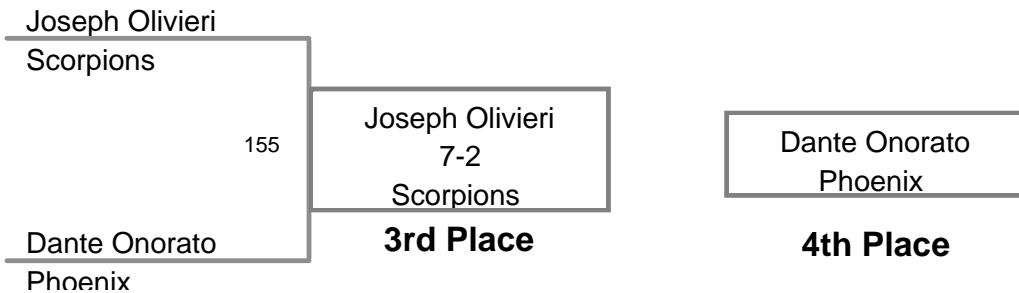 Joseph Olivieri
Scorpions
155
Dante Onorato
Phoenix
Joseph Olivieri
7-2
Scorpions
3rd Place
Dante Onorato
Phoenix
4th Place